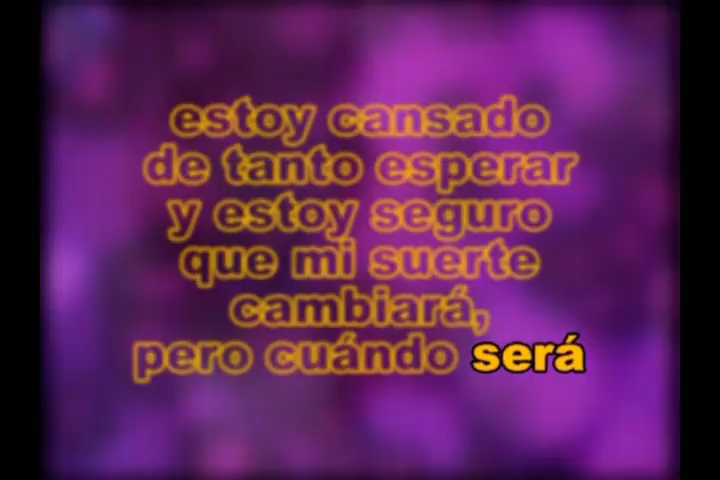 estoy cansado
de tanto esperar
y estoy seguro
que mi suerte
cambiará,
pero cuándo será